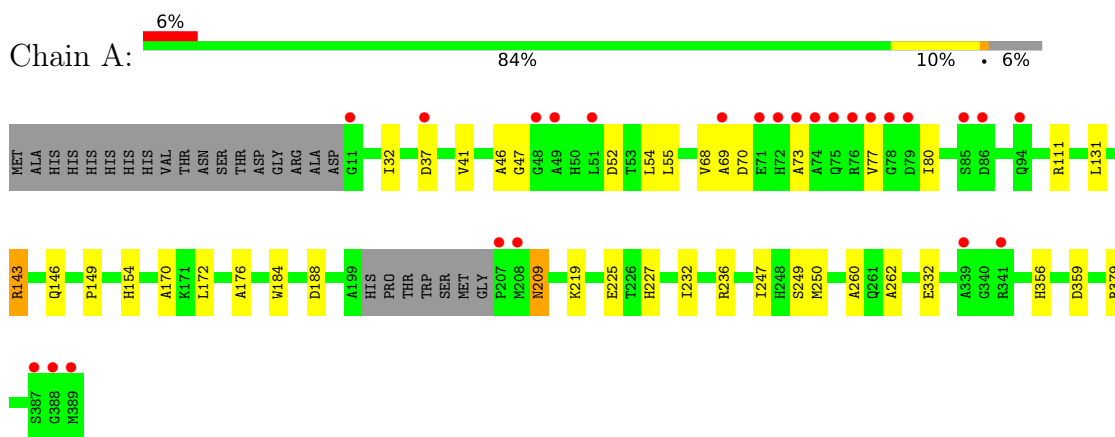 6%
Chain A:
84% 10% • 6%
MET ALA HIS HIS HIS HIS HIS HIS VAL THR ASN SER THR ASP GLY ARG ALA ASP G11 I32 D37 V41 A46 G47 G48 A49 H50 L51 D52 T53 L54 L55 V68 A69 D70 E71 H72 A73 A74 Q75 R76 V77 G78 D79 I80 S85 D86 Q94 R111 L131
R143 Q146 P149 H154 A170 K171 L172 A176 W184 D188 A199 HIS PRO THR TRP SER MET GLY P207 M208 N209 K219 E225 T226 H227 I232 R236 I247 H248 S249 M250 A260 Q261 A262 E332 A339 G340 R341 H356 D359 R379
S387 G388 M389